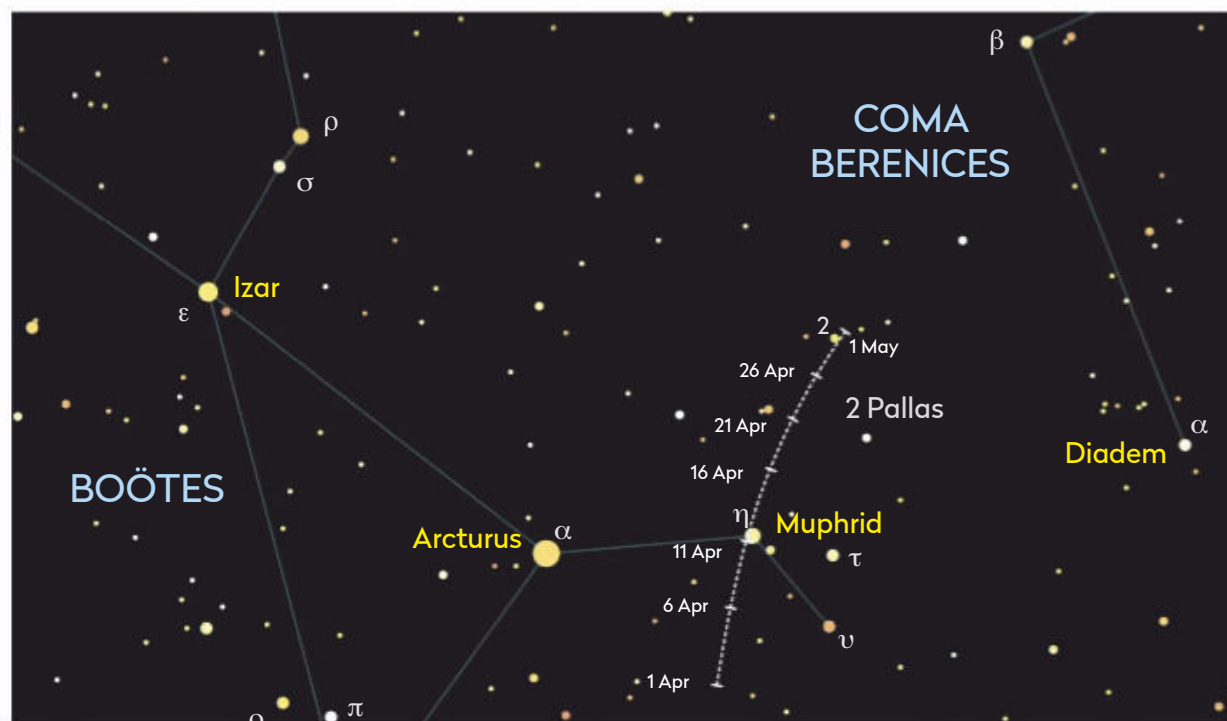 β
COMA
BERENICES
ρ
σ
Izar
ε
2
1 May
26 Apr
2 Pallas
21 Apr
α
Diadem
16 Apr
BOÖTES
η
Muphrid
α
Arcturus
11 Apr
τ
6 Apr
υ
1 Apr
π
ο